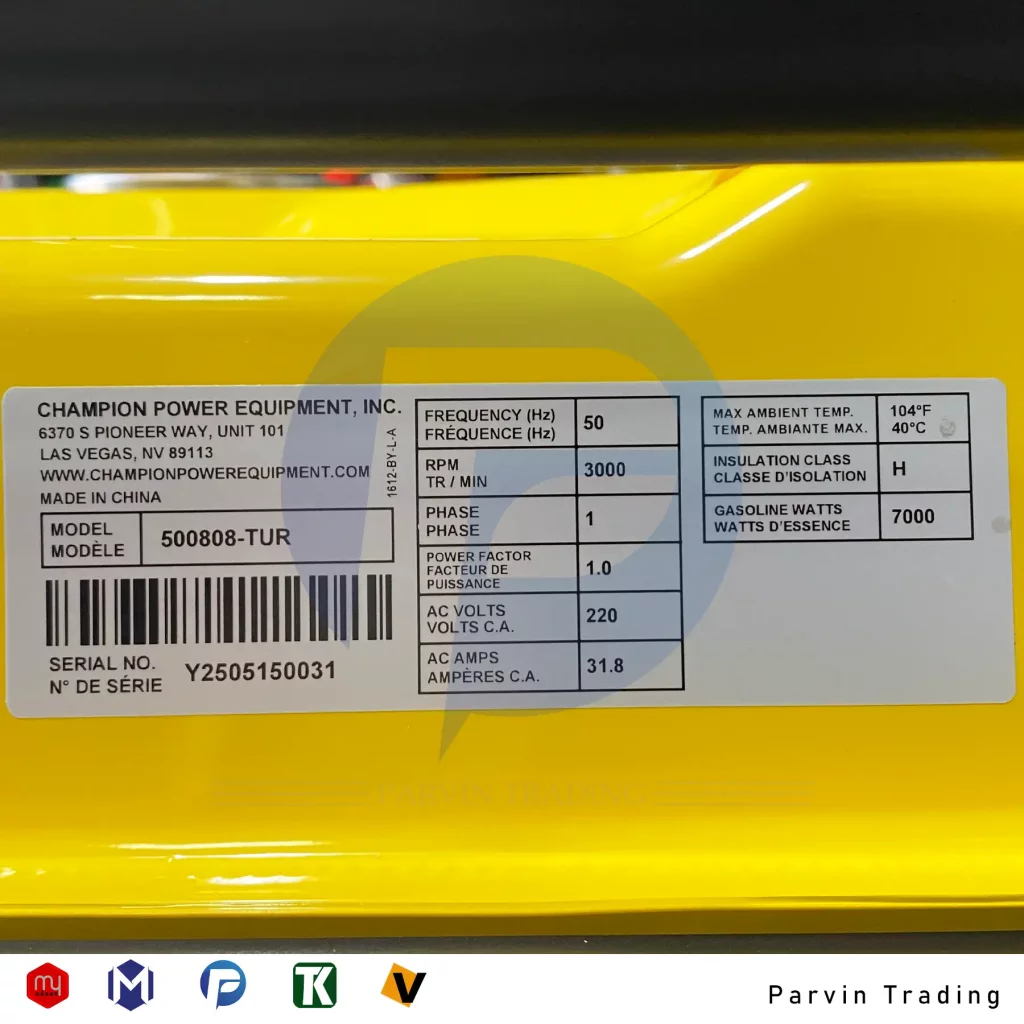 CHAMPION POWER EQUIPMENT, INC.
6370 S PIONEER WAY, UNIT 101
LAS VEGAS, NV 89113
WWW.CHAMPIONPOWEREQUIPMENT.COM
MADE IN CHINA
1612-BY-L-A
MODEL
MODÈLE
500808-TUR
SERIAL NO.
N° DE SÉRIE
Y2505150031
FREQUENCY (Hz)
FRÉQUENCE (Hz)
50
RPM
TR / MIN
3000
PHASE
PHASE
1
POWER FACTOR
FACTEUR DE
PUISSANCE
1.0
AC VOLTS
VOLTS C.A.
220
AC AMPS
AMPÈRES C.A.
31.8
MAX AMBIENT TEMP.
TEMP. AMBIANTE MAX.
104°F
40°C
INSULATION CLASS
CLASSE D'ISOLATION
H
GASOLINE WATTS
WATTS D'ESSENCE
7000
PARVIN TRADING
my
M
P
TK
V
Parvin Trading